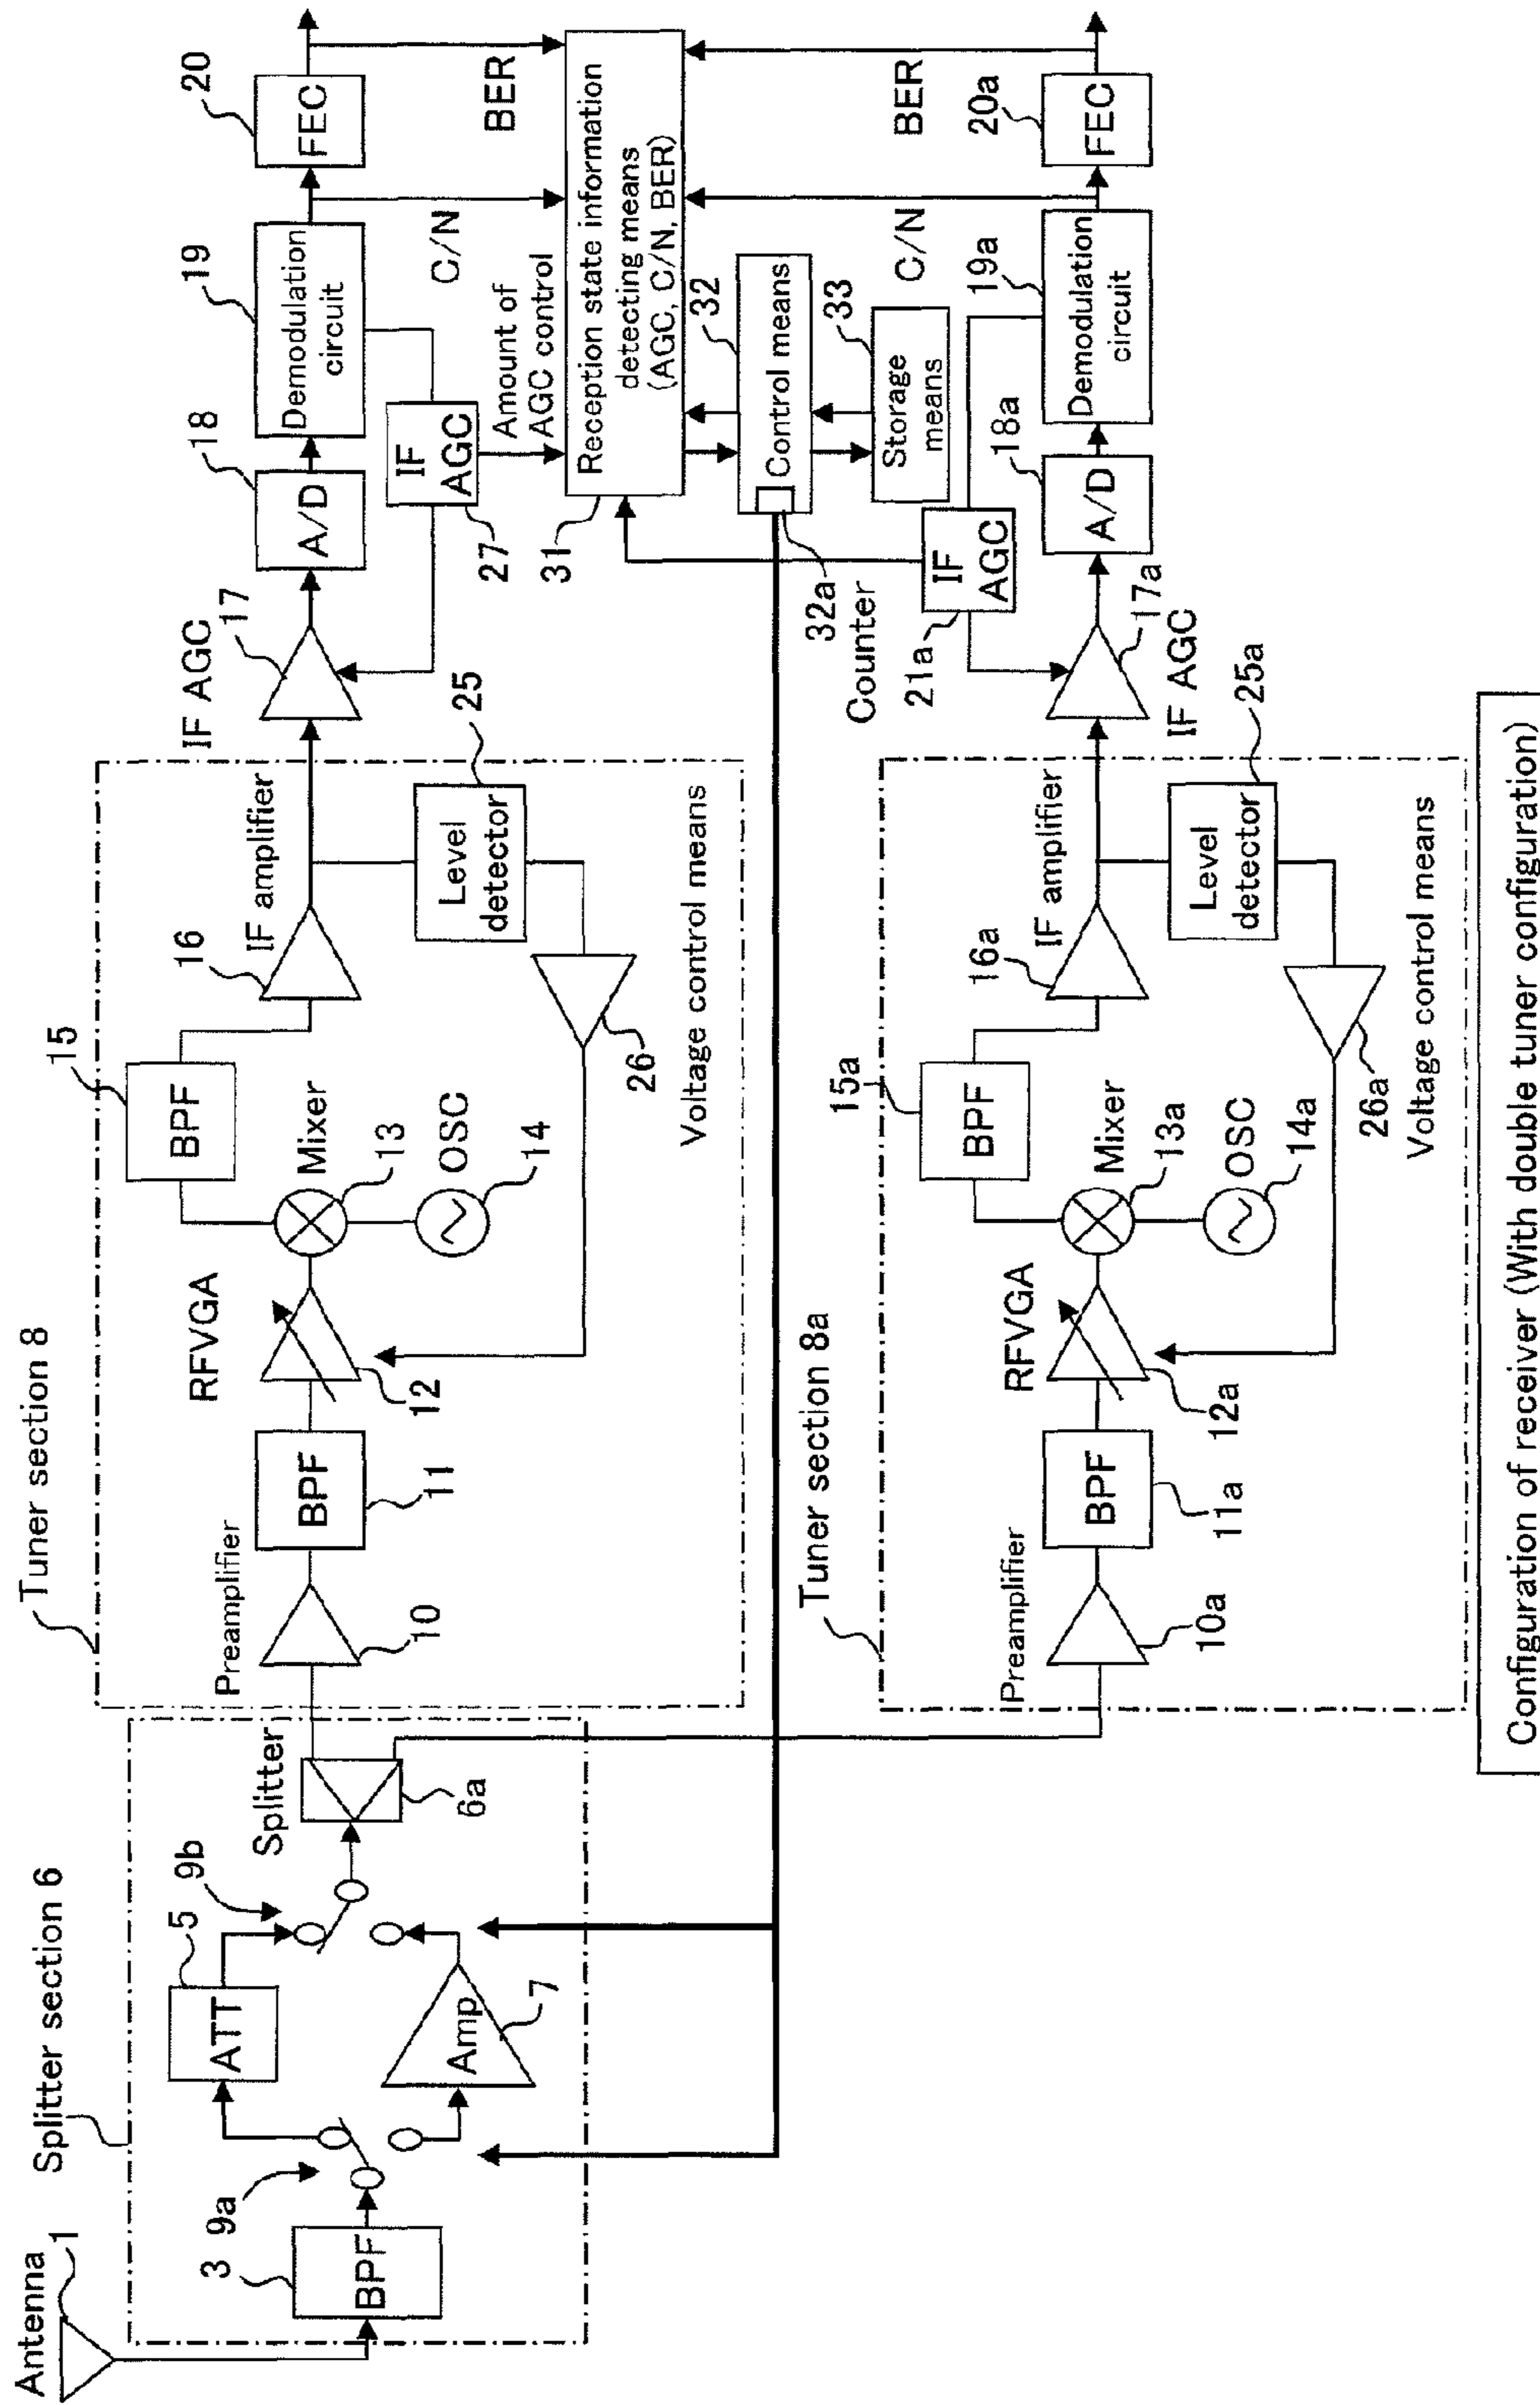 Antenna
1
Splitter section 6
3
BPF
9a
ATT
5
Amp
7
9b
Splitter
6a
Tuner section 8
Preamplifier
10
BPF
11
RFVGA
12
Mixer
13
OSC
14
15
BPF
16
IF amplifier
Level
detector
25
26
Voltage control means
IF AGC
17
A/D
18
Demodulation
circuit
19
FEC
20
IF
AGC
27
Amount of
AGC control
C/N
BER
Reception state information
detecting means
(AGC, C/N, BER)
31
Control means
32
32a
Counter
Storage
means
33
Tuner section 8a
Preamplifier
10a
BPF
11a
RFVGA
12a
Mixer
13a
OSC
14a
15a
BPF
16a
IF amplifier
Level
detector
25a
26a
Voltage control means
IF AGC
17a
IF
AGC
21a
A/D
18a
Demodulation
circuit
19a
C/N
FEC
20a
BER
Configuration of receiver (With double tuner configuration)